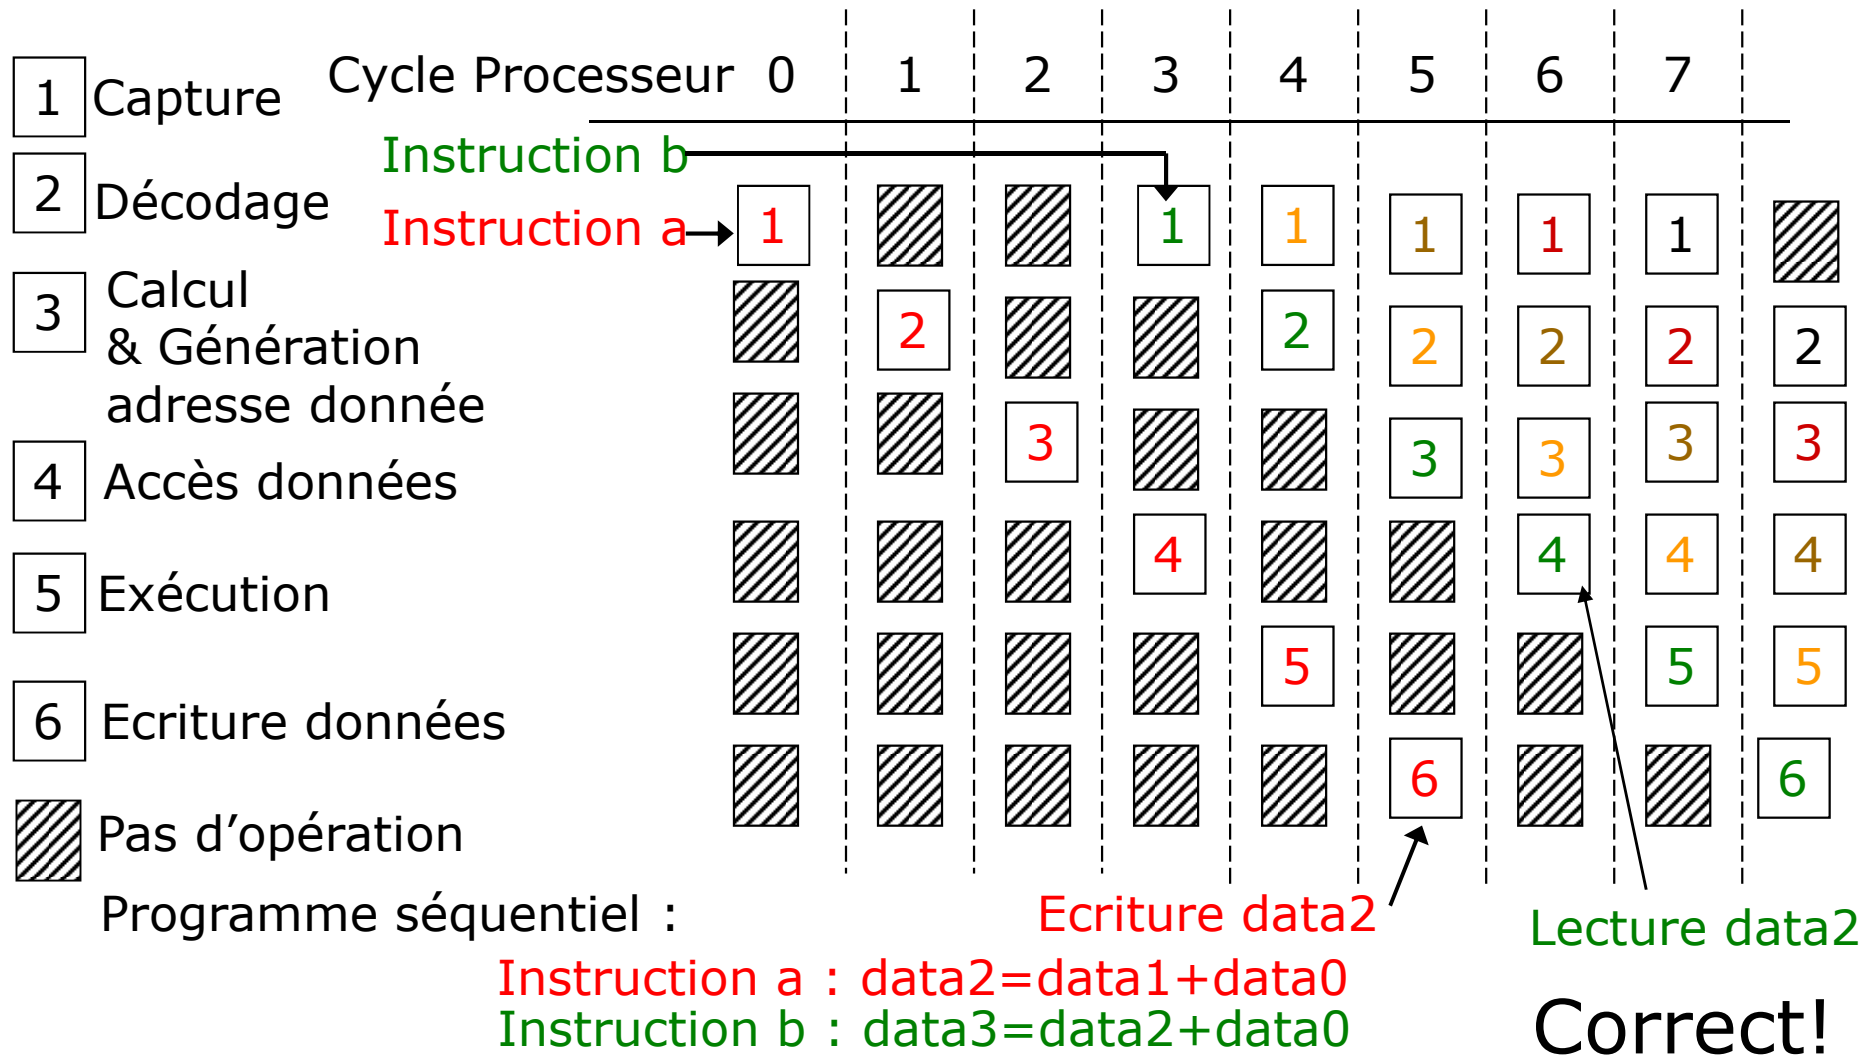 Cycle Processeur 0 1 2 3 4 5 6 7
1 Capture
Instruction b
2 Décodage
Instruction a 1 1 1 1 1 1
3 Calcul
& Génération
adresse donnée
2 2 2 2 2 2
3 3 3 3 3
4 Accès données
4 4 4 4
5 Exécution
5 5 5
6 Ecriture données
6 6
Pas d’opération
Programme séquentiel :
Ecriture data2
Lecture data2
Instruction a : data2=data1+data0
Instruction b : data3=data2+data0
Correct!